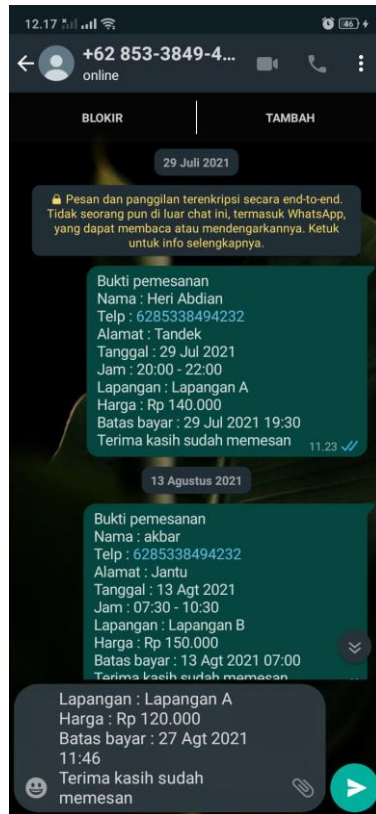 12.17
46
+62 853-3849-4...
online
BLOKIR
TAMBAH
29 Juli 2021
Pesan dan panggilan terenkripsi secara end-to-end.
Tidak seorang pun di luar chat ini, termasuk WhatsApp,
yang dapat membaca atau mendengarkannya. Ketuk
untuk info selengkapnya.
Bukti pemesanan
Nama : Heri Abdian
Telp : 6285338494232
Alamat : Tandek
Tanggal : 29 Jul 2021
Jam : 20:00 - 22:00
Lapangan : Lapangan A
Harga : Rp 140.000
Batas bayar : 29 Jul 2021 19:30
Terima kasih sudah memesan
11.23
13 Agustus 2021
Bukti pemesanan
Nama : akbar
Telp : 6285338494232
Alamat : Jantu
Tanggal : 13 Agt 2021
Jam : 07:30 - 10:30
Lapangan : Lapangan B
Harga : Rp 150.000
Batas bayar : 13 Agt 2021 07:00
Terima kasih sudah memesan
Lapangan : Lapangan A
Harga : Rp 120.000
Batas bayar : 27 Agt 2021
11:46
Terima kasih sudah
memesan